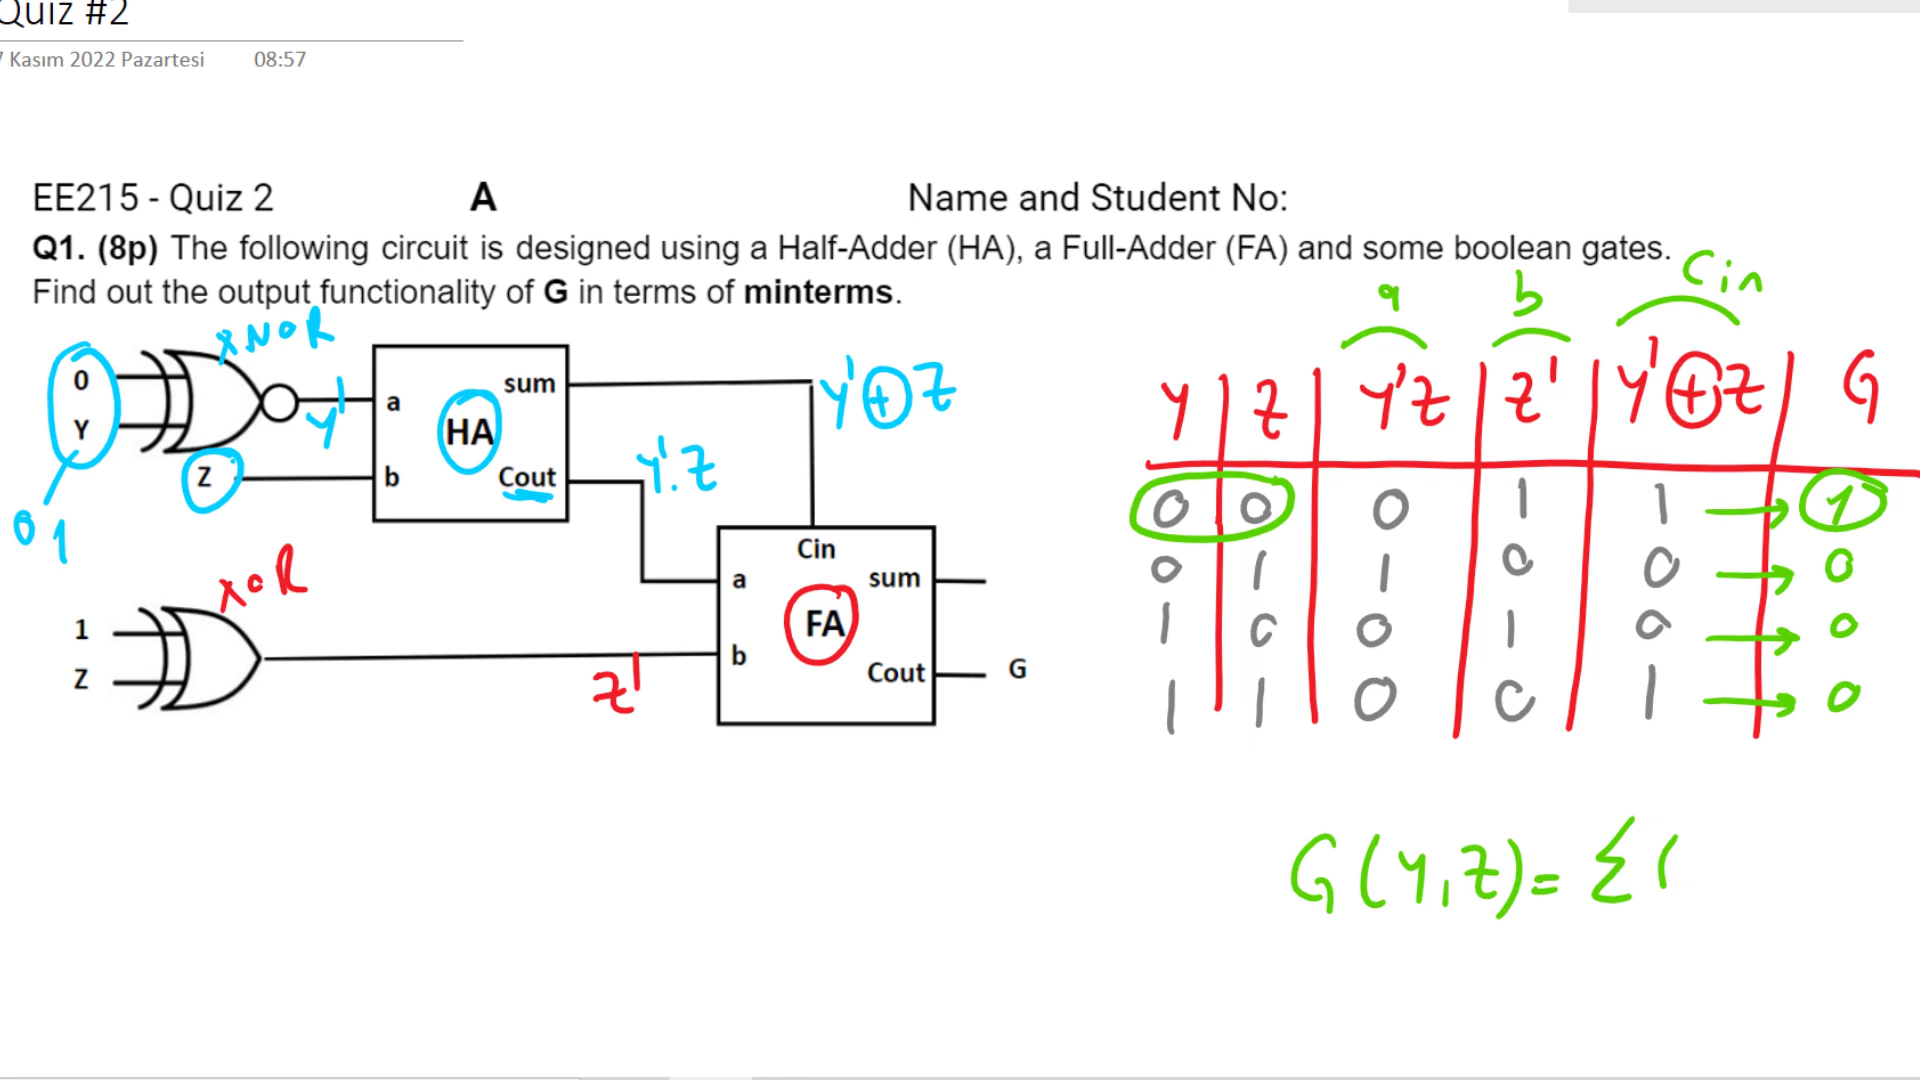 Quiz #2
7 Kasım 2022 Pazartesi 08:57
EE215 - Quiz 2 A Name and Student No:
Q1. (8p) The following circuit is designed using a Half-Adder (HA), a Full-Adder (FA) and some boolean gates.
Find out the output functionality of G in terms of minterms.
XNOR
0
Y
Y'
Z
0 1
a
b
HA
sum
Cout
Y'⊕Z
Y'.Z
XOR
1
Z
Z'
Cin
a
b
FA
sum
Cout
G
a b Cin
Y Z Y'Z Z' Y'⊕Z G
0 0 0 1 1 → 1
0 1 1 0 0 → 0
1 0 0 1 0 → 0
1 1 0 0 1 → 0
G(Y,Z)= Σ(